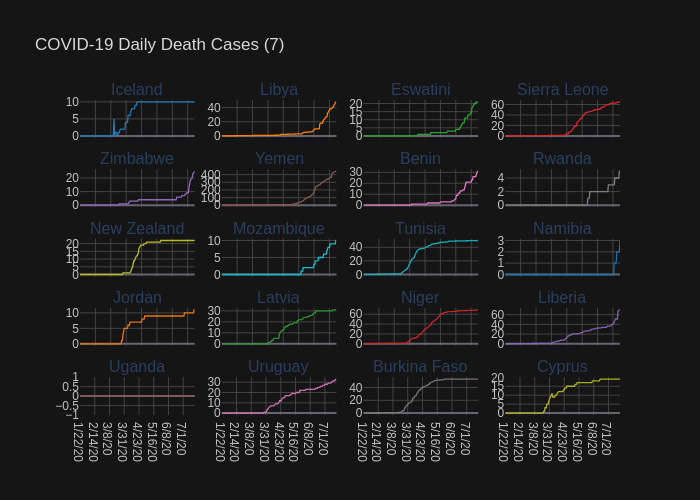 COVID-19 Daily Death Cases (7)
Iceland Libya Eswatini Sierra Leone
10 5 0
40 20 0
20 15 10 5 0
60 40 20 0
Zimbabwe Yemen Benin Rwanda
20 10 0
400 300 200 100 0
30 20 10 0
4 2 0
New Zealand Mozambique Tunisia Namibia
20 15 10 5 0
10 5 0
40 20 0
3 2 1 0
Jordan Latvia Niger Liberia
10 5 0
30 20 10 0
60 40 20 0
60 40 20 0
Uganda Uruguay Burkina Faso Cyprus
1 0.5 0 −0.5 −1
30 20 10 0
40 20 0
20 15 10 5 0
1/22/20 2/14/20 3/8/20 3/31/20 4/23/20 5/16/20 6/8/20 7/1/20
1/22/20 2/14/20 3/8/20 3/31/20 4/23/20 5/16/20 6/8/20 7/1/20
1/22/20 2/14/20 3/8/20 3/31/20 4/23/20 5/16/20 6/8/20 7/1/20
1/22/20 2/14/20 3/8/20 3/31/20 4/23/20 5/16/20 6/8/20 7/1/20